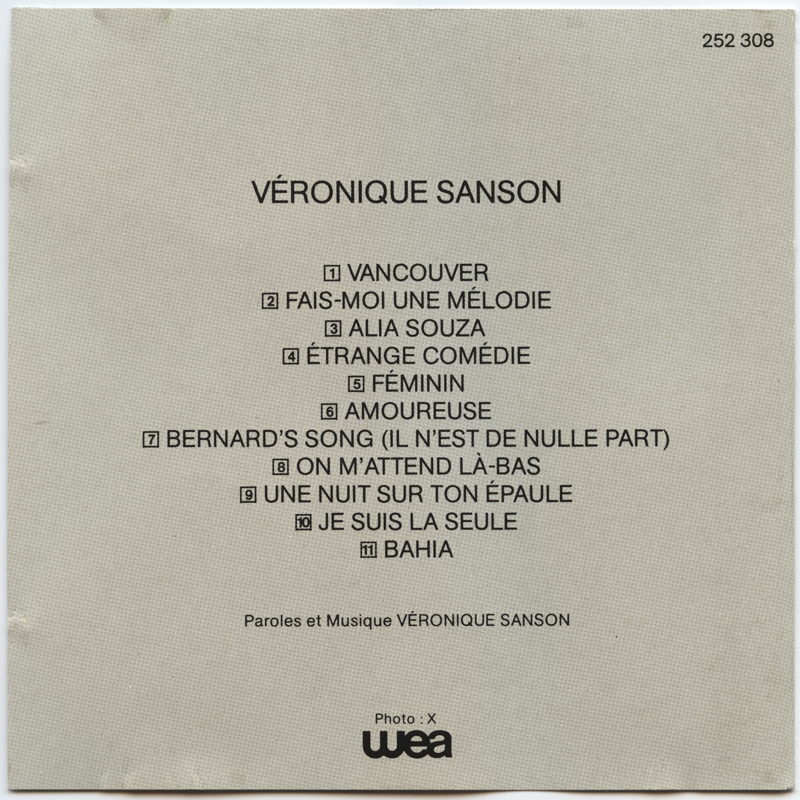 252 308
VÉRONIQUE SANSON
1 VANCOUVER
2 FAIS-MOI UNE MÉLODIE
3 ALIA SOUZA
4 ÉTRANGE COMÉDIE
5 FÉMININ
6 AMOUREUSE
7 BERNARD'S SONG (IL N'EST DE NULLE PART)
8 ON M'ATTEND LÀ-BAS
9 UNE NUIT SUR TON ÉPAULE
10 JE SUIS LA SEULE
11 BAHIA
Paroles et Musique VÉRONIQUE SANSON
Photo : X
wea